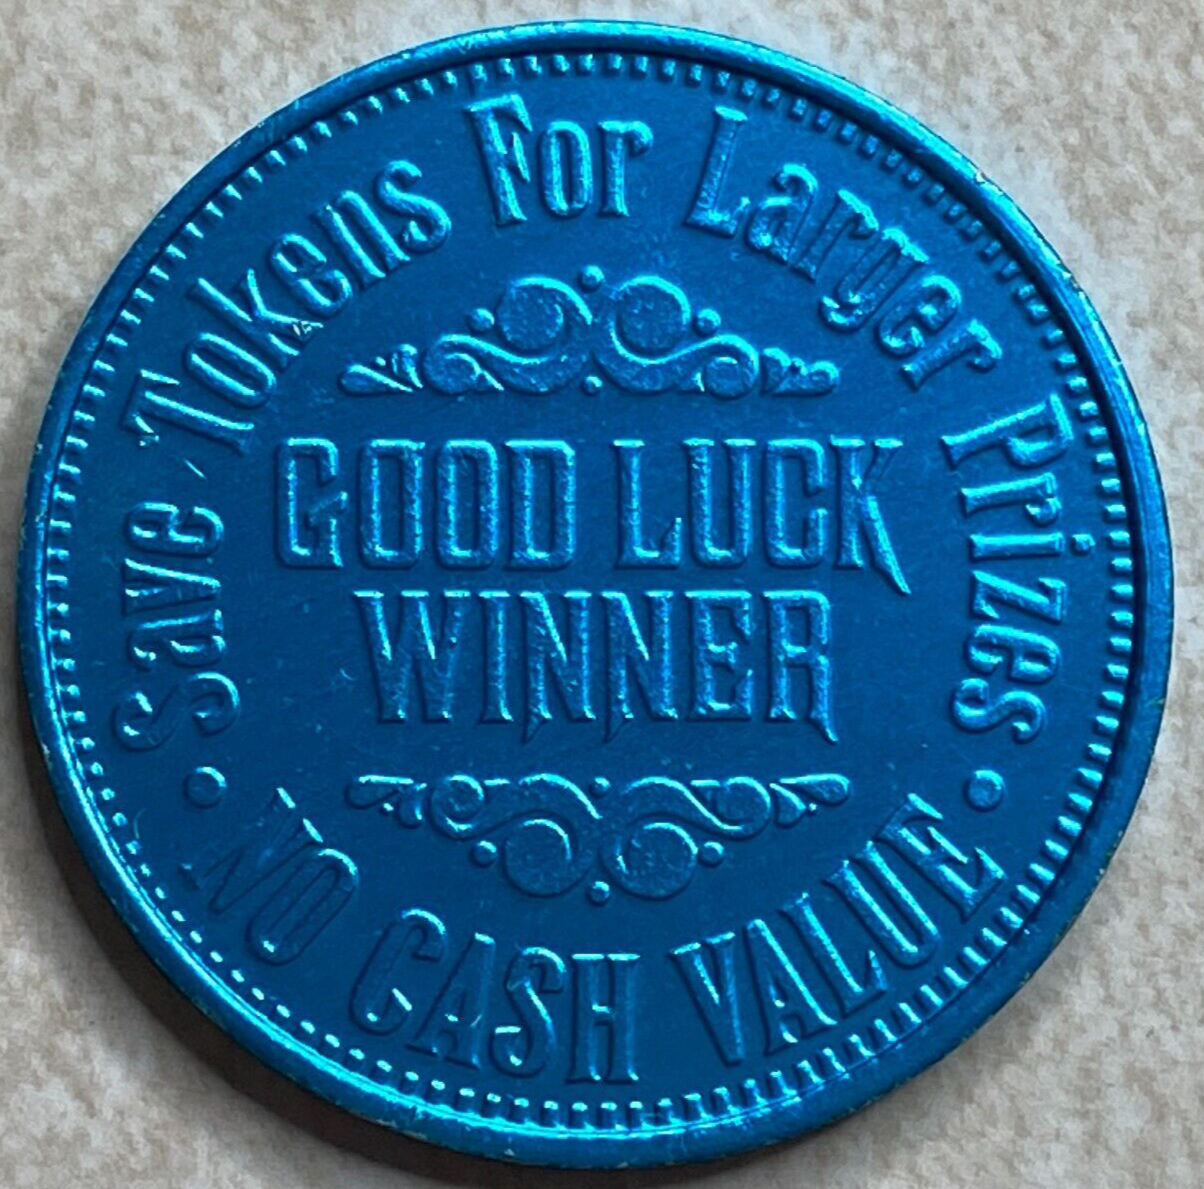 Save Tokens For Larger Prizes
GOOD LUCK
WINNER
NO CASH VALUE